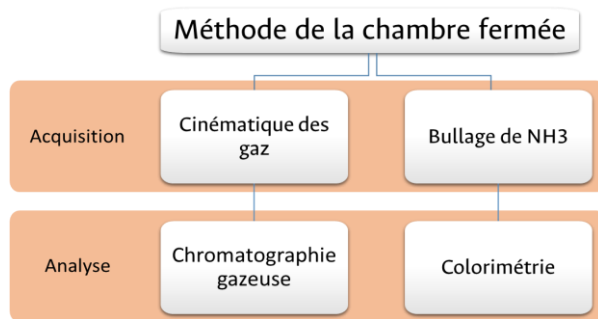 Méthode de la chambre fermée
Acquisition
Cinématique des
gaz
Bullage de NH3
Analyse
Chromatographie
gazeuse
Colorimétrie